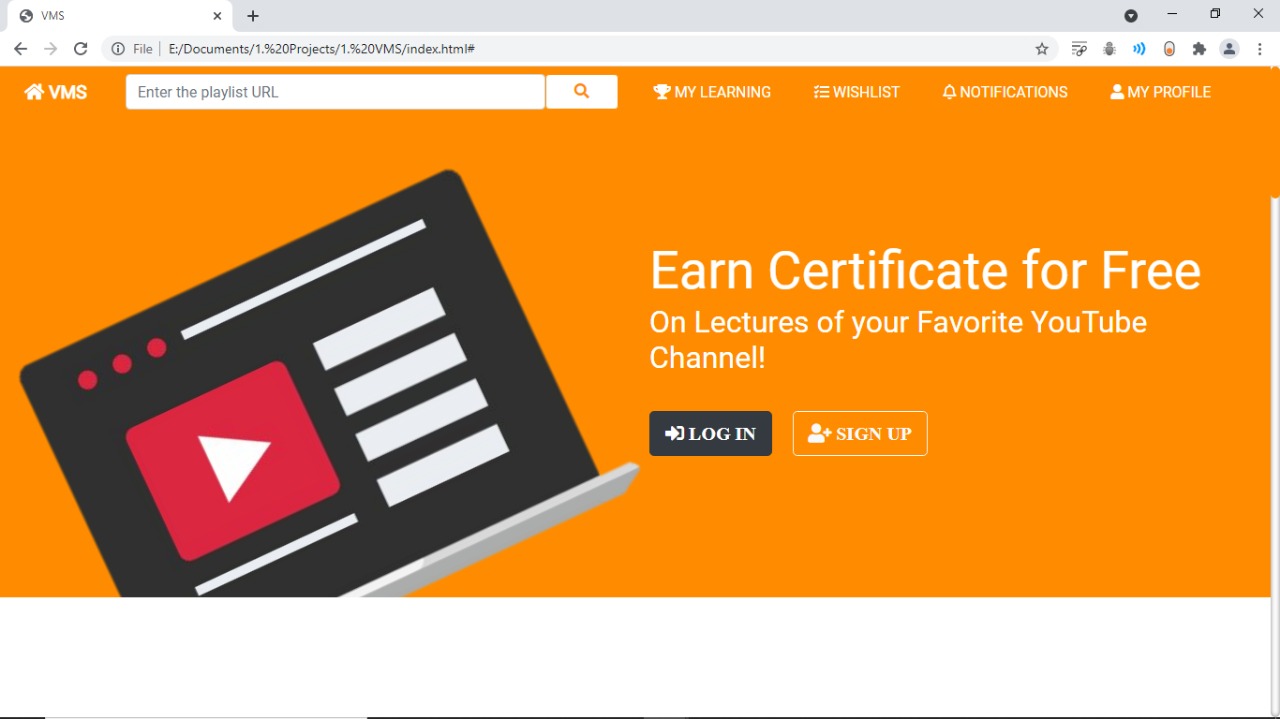 VMS
File E:/Documents/1.%20Projects/1.%20VMS/index.html#
VMS Enter the playlist URL MY LEARNING WISHLIST NOTIFICATIONS MY PROFILE
Earn Certificate for Free
On Lectures of your Favorite YouTube
Channel!
LOG IN SIGN UP